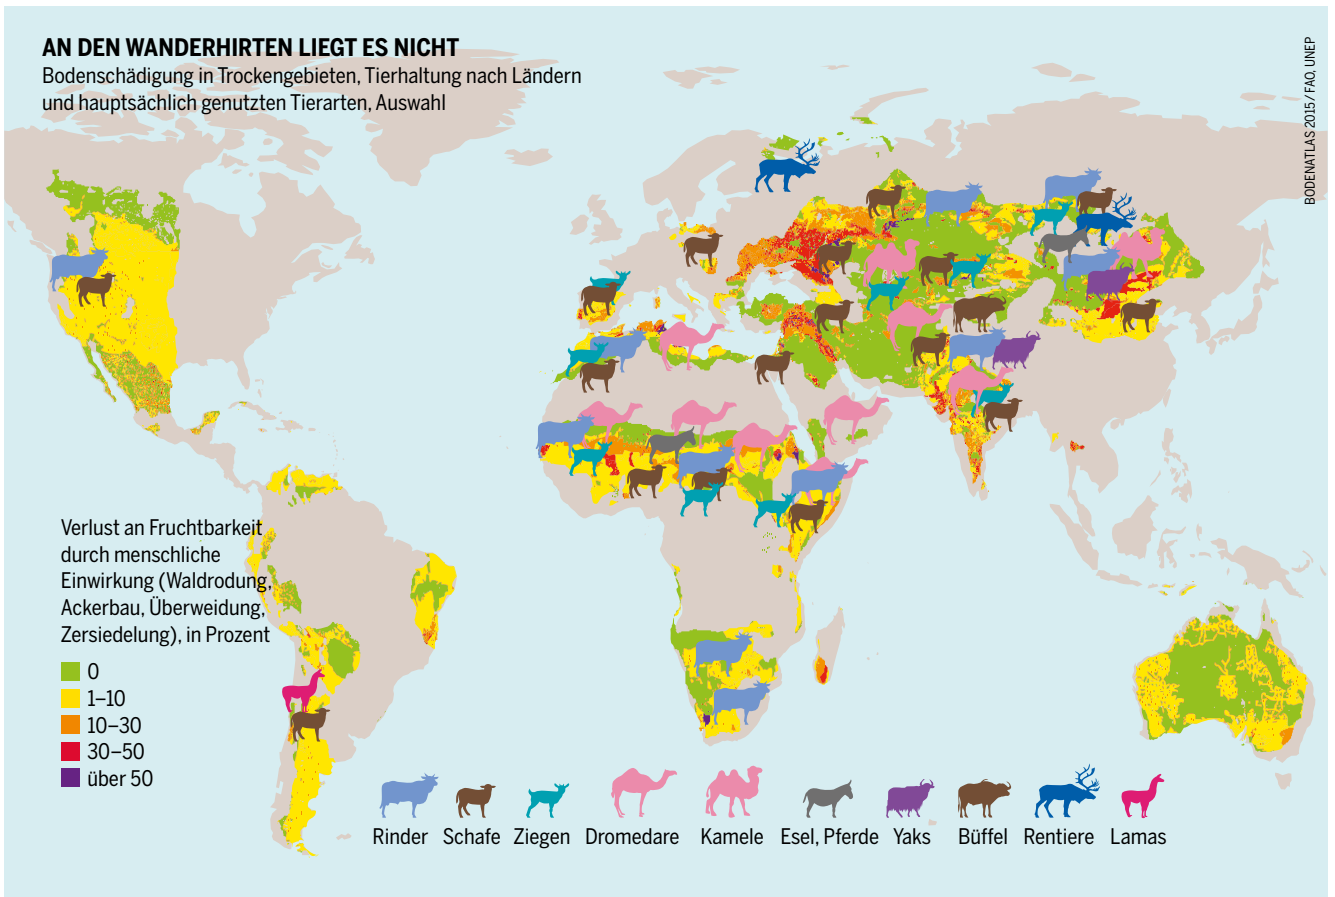 AN DEN WANDERHIRTEN LIEGT ES NICHT
Bodenschädigung in Trockengebieten, Tierhaltung nach Ländern
und hauptsächlich genutzten Tierarten, Auswahl
BODENATLAS 2015 / FAO, UNEP
Verlust an Fruchtbarkeit
durch menschliche
Einwirkung (Waldrodung,
Ackerbau, Überweidung,
Zersiedelung), in Prozent
0
1–10
10–30
30–50
über 50
Rinder Schafe Ziegen Dromedare Kamele Esel, Pferde Yaks Büffel Rentiere Lamas